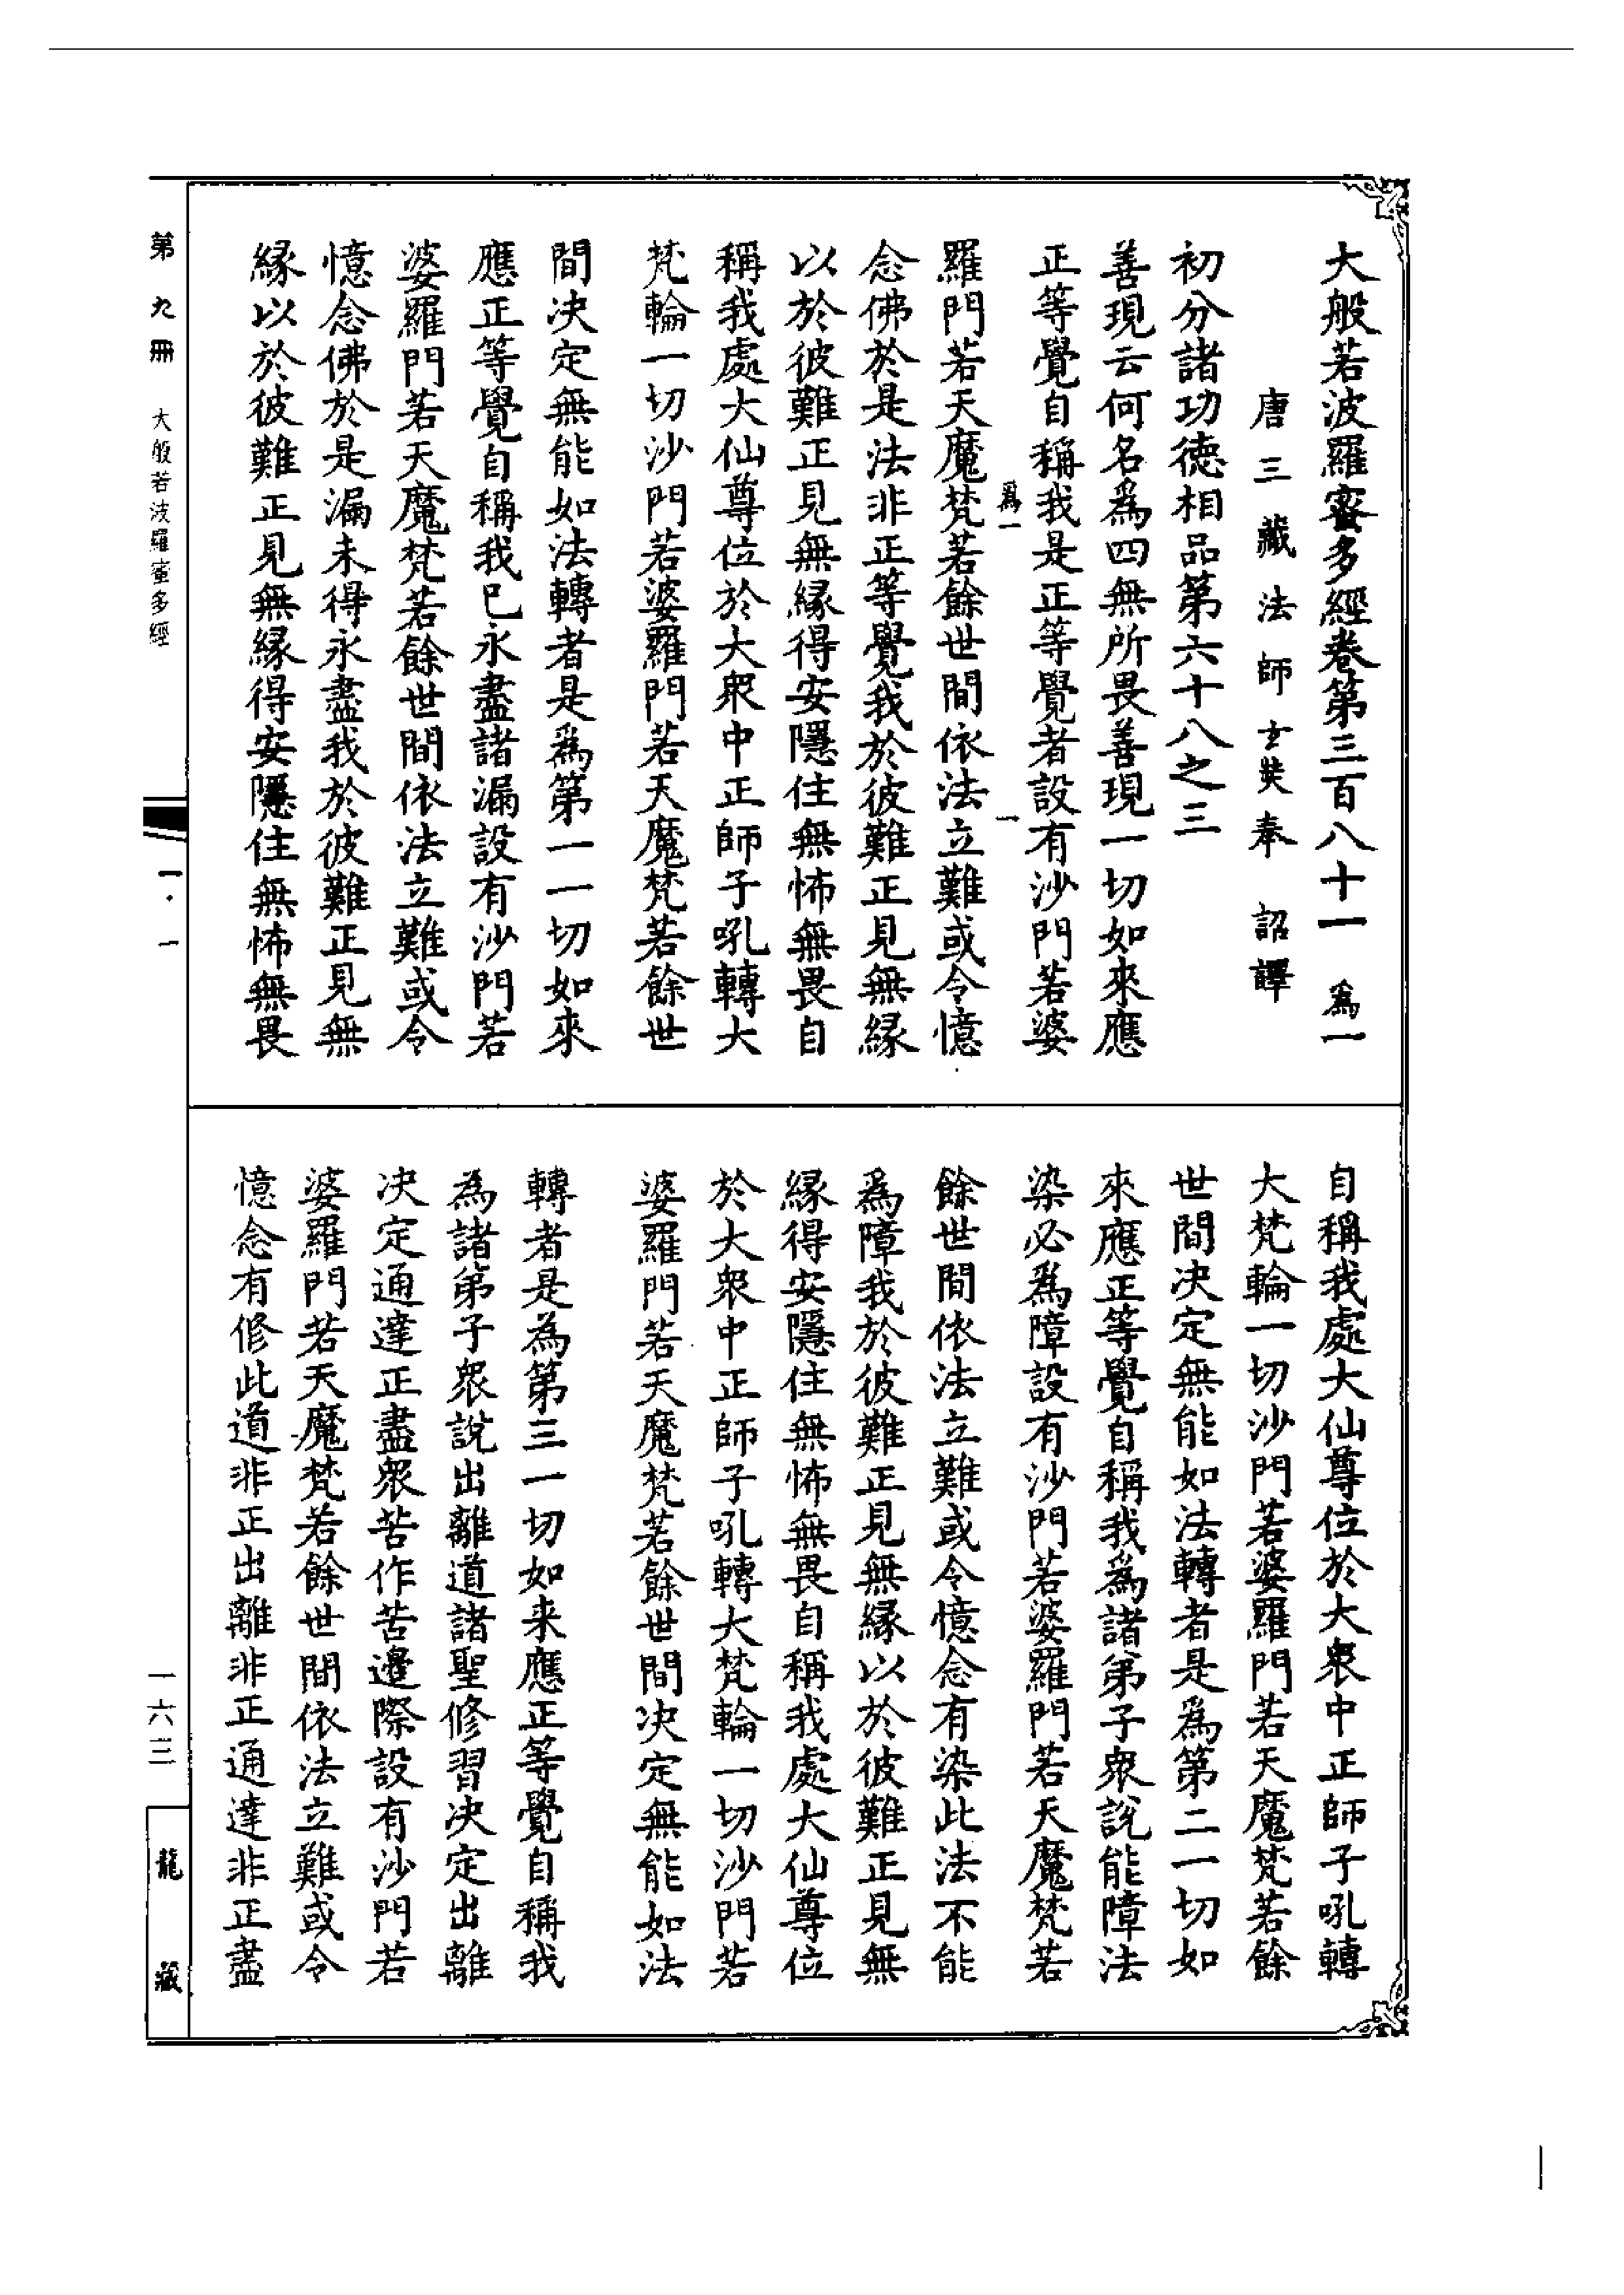 大般若波羅蜜多經卷第三百八十一 爲一
唐三藏法師玄奘奉 詔譯
初分諸功德相品第六十八之三
善現云何名爲四無所畏善現一切如來應
正等覺自稱我是正等覺者設有沙門若婆
爲一 一
羅門若天魔梵若餘世間依法立難或令憶
念佛於是法非正等覺我於彼難正見無緣
以於彼難正見無緣得安隱住無怖無畏自
稱我處大仙尊位於大眾中正師子吼轉大
梵輪一切沙門若婆羅門若天魔梵若餘世
間决定無能如法轉者是爲第一一切如來
應正等覺自稱我已永盡諸漏設有沙門若
婆羅門若天魔梵若餘世間依法立難或令
憶念佛於是漏未得永盡我於彼難正見無
緣以於彼難正見無緣得安隱住無怖無畏
自稱我處大仙尊位於大衆中正師子吼轉
大梵輪一切沙門若婆羅門若天魔梵若餘
世間决定無能如法轉者是爲第二一切如
來應正等覺自稱我爲諸弟子衆說能障法
染必爲障設有沙門若婆羅門若天魔梵若
餘世間依法立難或令憶念有染此法不能
爲障我於彼難正見無緣以於彼難正見無
緣得安隱住無怖無畏自稱我處大仙尊位
於大衆中正師子吼轉大梵輪一切沙門若
婆羅門若天魔梵若餘世間决定無能如法
轉者是為第三一切如来應正等覺自稱我
為諸弟子衆說出離道諸聖修習决定出離
决定通達正盡衆苦作苦邊際設有沙門若
婆羅門若天魔梵若餘世間依法立難或令
憶念有修此道非正出離非正通達非正盡
第九冊 大般若波羅蜜多經 一·一 一六三
龍藏